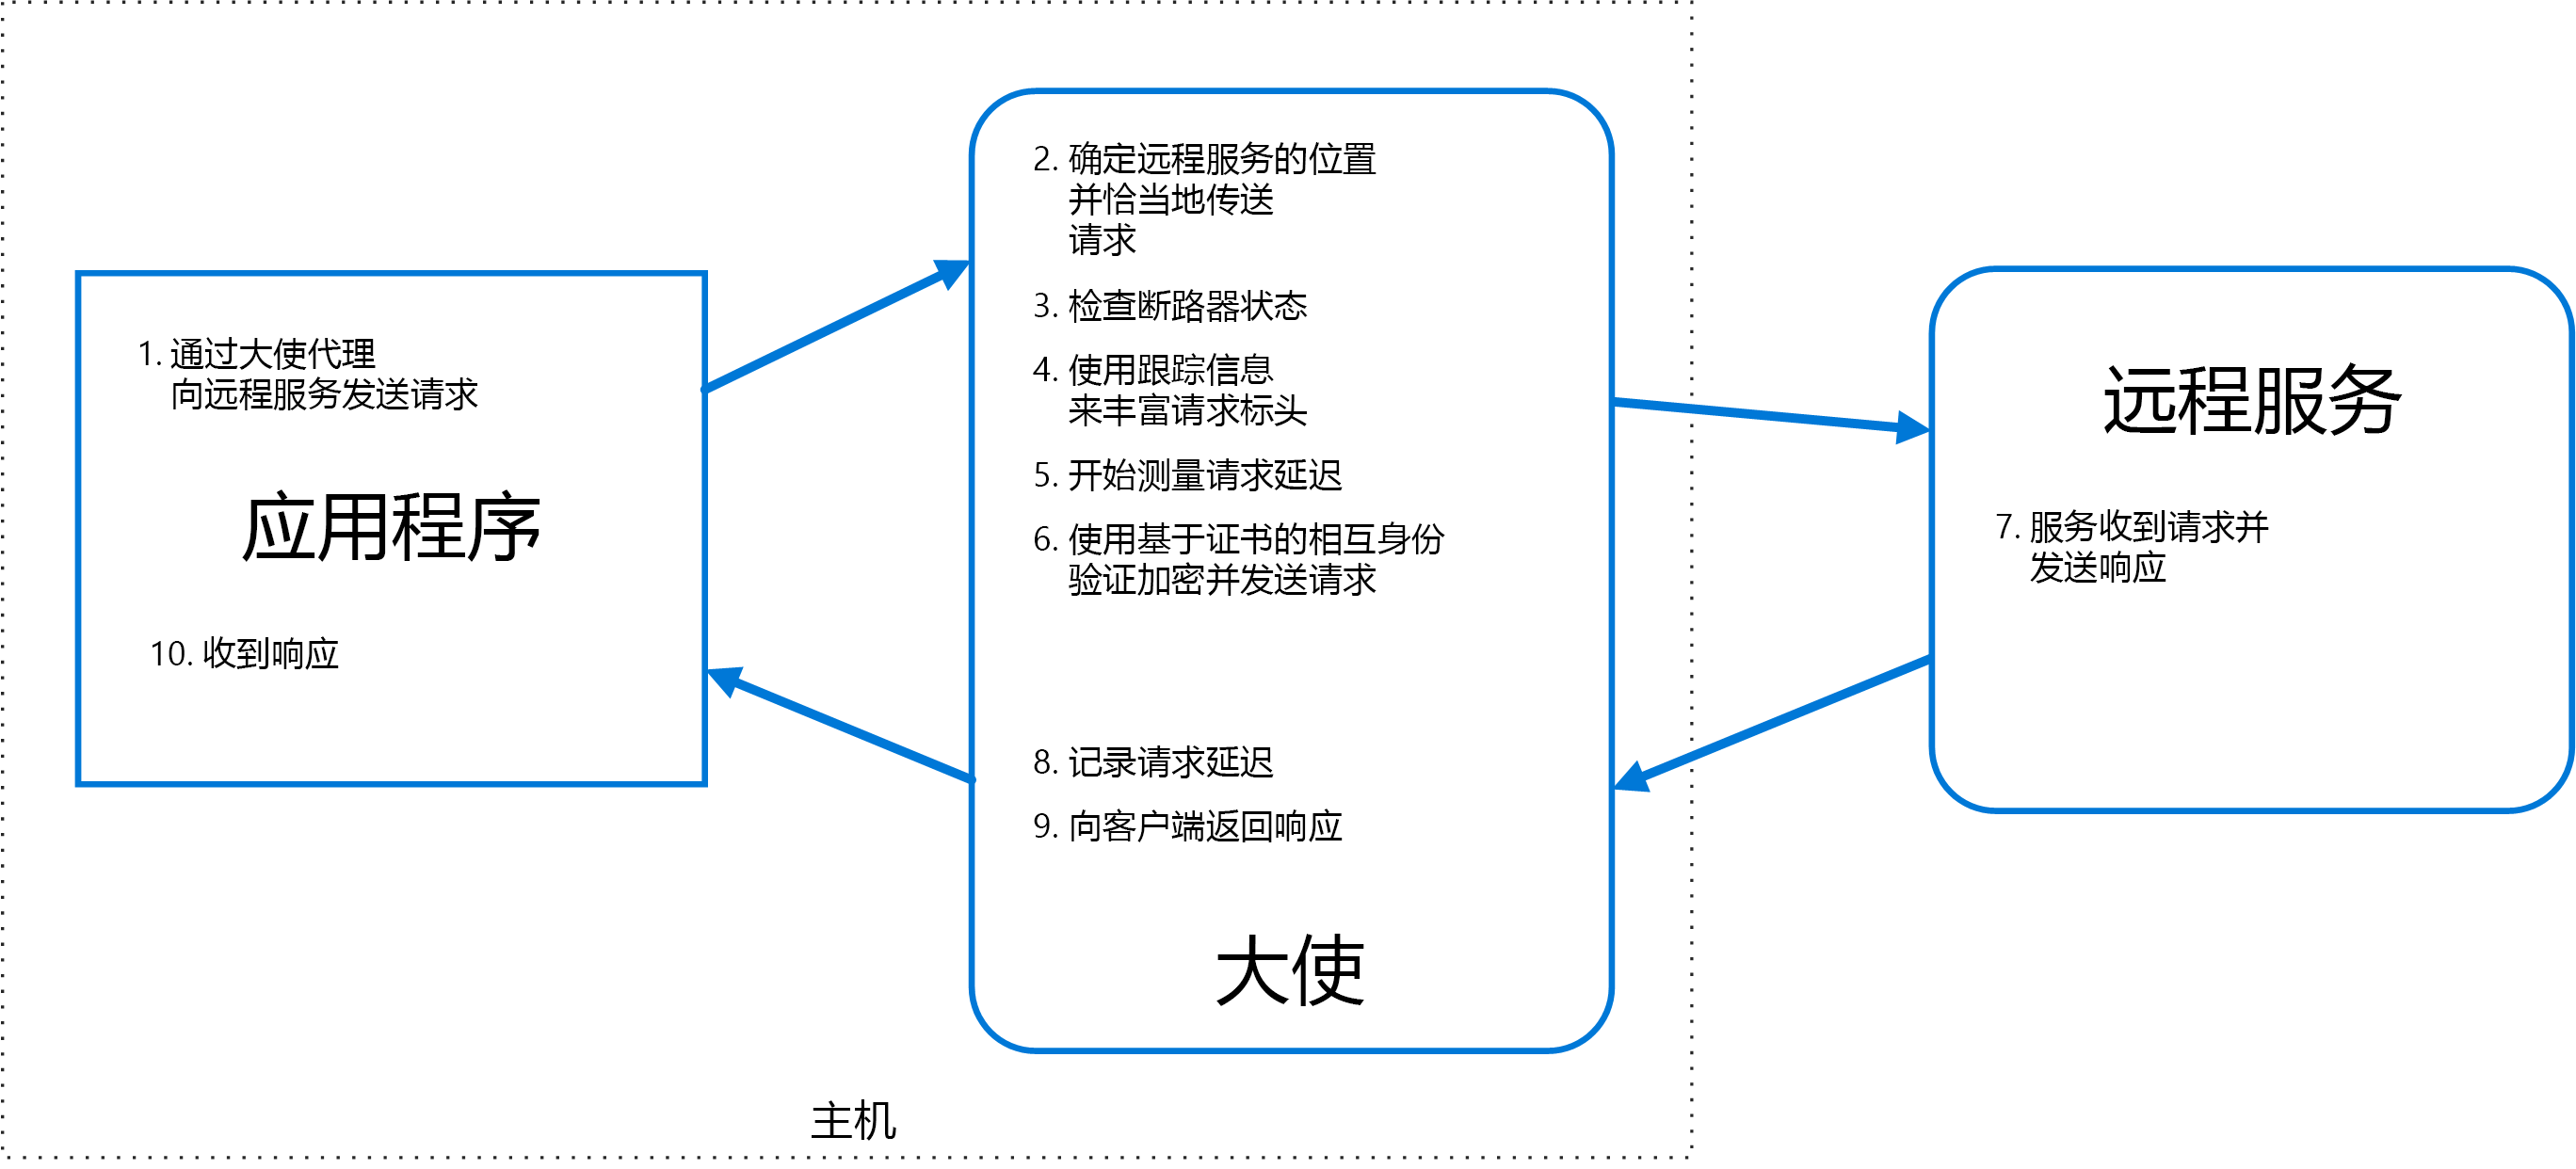 1. 通过大使代理
向远程服务发送请求
应用程序
10. 收到响应
2. 确定远程服务的位置
并恰当地传送
请求
3. 检查断路器状态
4. 使用跟踪信息
来丰富请求标头
5. 开始测量请求延迟
6. 使用基于证书的相互身份
验证加密并发送请求
8. 记录请求延迟
9. 向客户端返回响应
大使
远程服务
7. 服务收到请求并
发送响应
主机